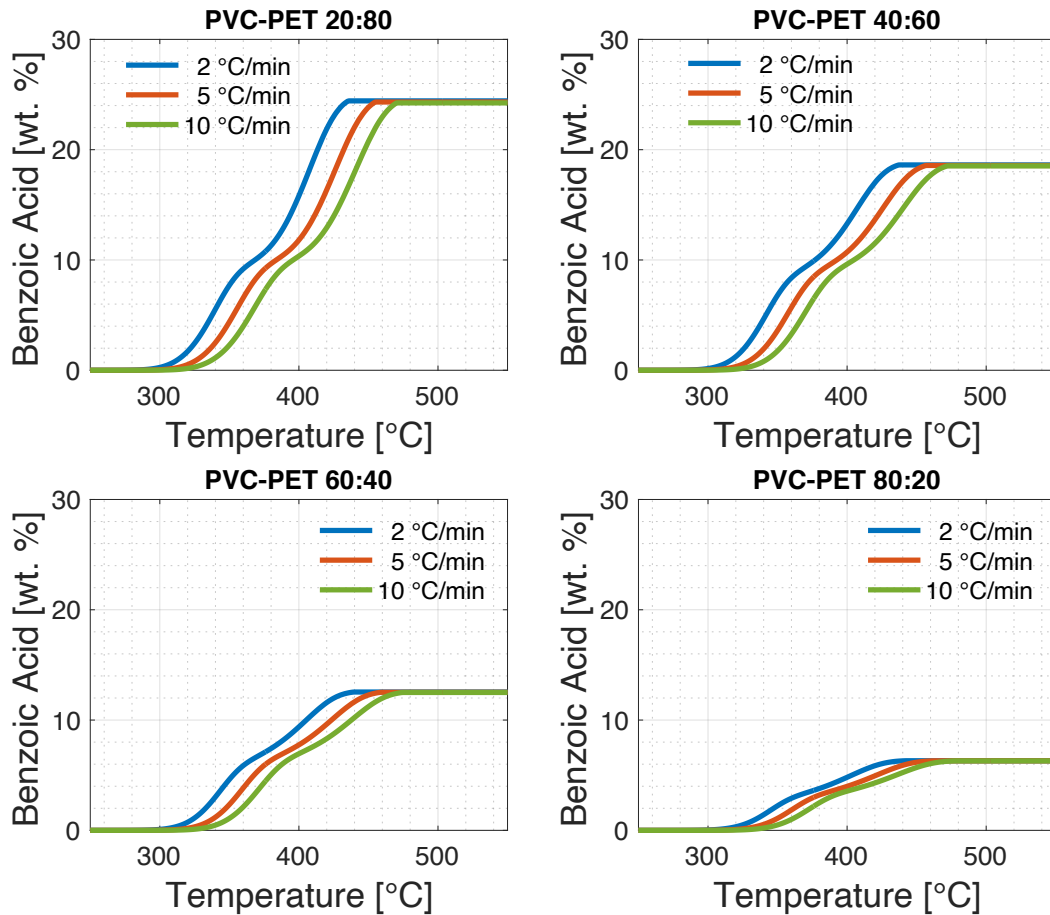 PVC-PET 20:80
30
20
10
0
Benzoic Acid [wt. %]
2 °C/min
5 °C/min
10 °C/min
300 400 500
Temperature [°C]
PVC-PET 40:60
30
20
10
0
Benzoic Acid [wt. %]
2 °C/min
5 °C/min
10 °C/min
300 400 500
Temperature [°C]
PVC-PET 60:40
30
20
10
0
Benzoic Acid [wt. %]
2 °C/min
5 °C/min
10 °C/min
300 400 500
Temperature [°C]
PVC-PET 80:20
30
20
10
0
Benzoic Acid [wt. %]
2 °C/min
5 °C/min
10 °C/min
300 400 500
Temperature [°C]